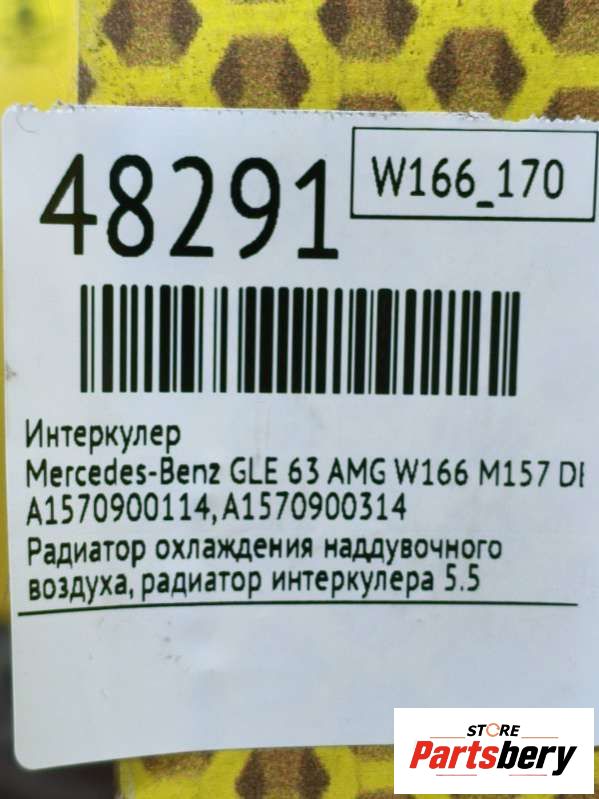 48291
W166_170
Интеркулер
Mercedes-Benz GLE 63 AMG W166 M157
A1570900114, A1570900314
Радиатор охлаждения наддувочного
воздуха, радиатор интеркулера 5.5
STORE
Partsbery